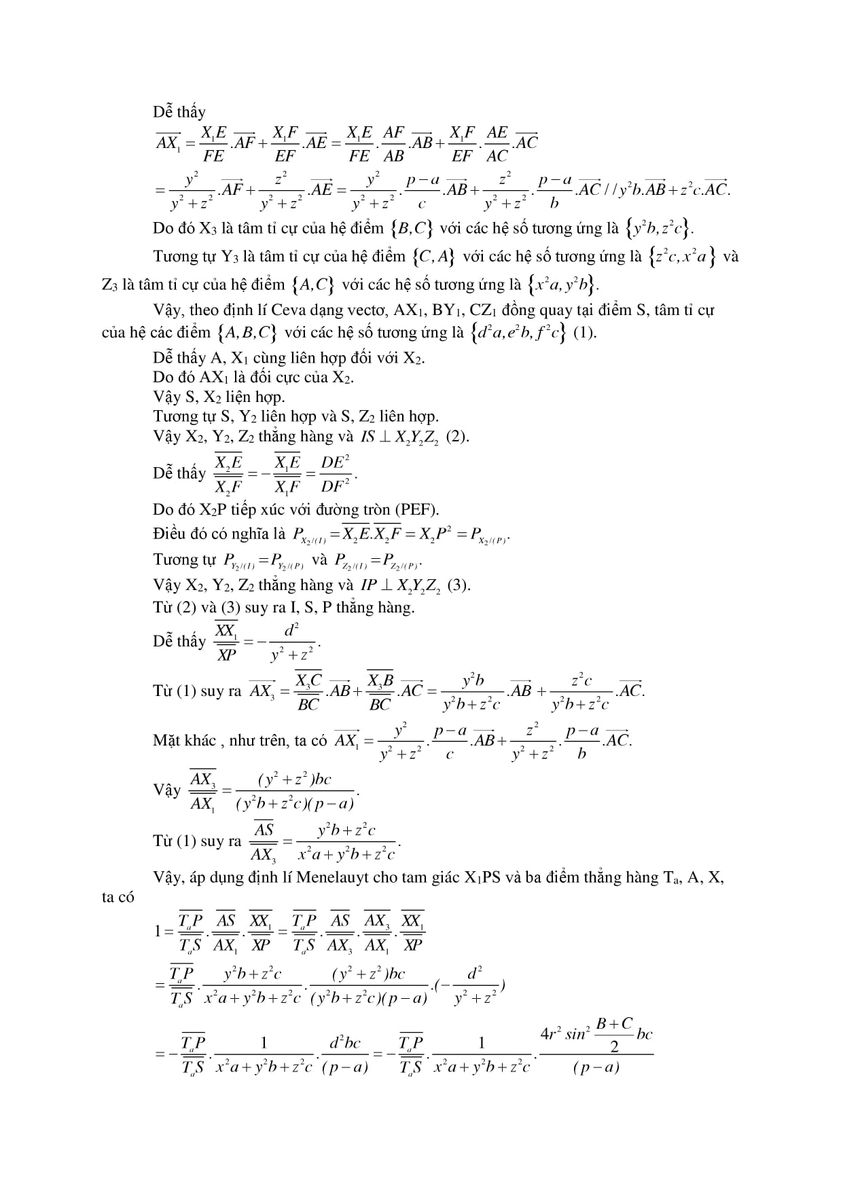 Dễ thấy
$\overrightarrow{AX_1} = \frac{X_1E}{FE}.\overrightarrow{AF} + \frac{X_1F}{EF}.\overrightarrow{AE} = \frac{X_1E}{FE}.\frac{AF}{AB}.\overrightarrow{AB} + \frac{X_1F}{EF}.\frac{AE}{AC}.\overrightarrow{AC}$
$= \frac{y^2}{y^2+z^2}.\overrightarrow{AF} + \frac{z^2}{y^2+z^2}.\overrightarrow{AE} = \frac{y^2}{y^2+z^2}.\frac{p-a}{c}.\overrightarrow{AB} + \frac{z^2}{y^2+z^2}.\frac{p-a}{b}.\overrightarrow{AC} // y^2b.\overrightarrow{AB} + z^2c.\overrightarrow{AC}.$
Do đó X₃ là tâm tỉ cự của hệ điểm $\{B,C\}$ với các hệ số tương ứng là $\{y^2b, z^2c\}$.
Tương tự Y₃ là tâm tỉ cự của hệ điểm $\{C,A\}$ với các hệ số tương ứng là $\{z^2c, x^2a\}$ và
Z₃ là tâm tỉ cự của hệ điểm $\{A,C\}$ với các hệ số tương ứng là $\{x^2a, y^2b\}$.
Vậy, theo định lí Ceva dạng vectơ, AX₁, BY₁, CZ₁ đồng quay tại điểm S, tâm tỉ cự
của hệ các điểm $\{A,B,C\}$ với các hệ số tương ứng là $\{d^2a, e^2b, f^2c\}$ (1).
Dễ thấy A, X₁ cùng liên hợp đối với X₂.
Do đó AX₁ là đối cực của X₂.
Vậy S, X₂ liện hợp.
Tương tự S, Y₂ liên hợp và S, Z₂ liên hợp.
Vậy X₂, Y₂, Z₂ thẳng hàng và $IS \perp X_2Y_2Z_2$ (2).
Dễ thấy $\frac{\overline{X_2E}}{\overline{X_2F}} = -\frac{\overline{X_1E}}{\overline{X_1F}} = \frac{DE^2}{DF^2}.$
Do đó X₂P tiếp xúc với đường tròn (PEF).
Điều đó có nghĩa là $P_{X_2/(I)} = \overline{X_2E}.\overline{X_2F} = X_2P^2 = P_{X_2/(P)}.$
Tương tự $P_{Y_2/(I)} = P_{Y_2/(P)}$ và $P_{Z_2/(I)} = P_{Z_2/(P)}.$
Vậy X₂, Y₂, Z₂ thẳng hàng và $IP \perp X_2Y_2Z_2$ (3).
Từ (2) và (3) suy ra I, S, P thẳng hàng.
Dễ thấy $\frac{\overline{XX_1}}{\overline{XP}} = -\frac{d^2}{y^2+z^2}.$
Từ (1) suy ra $\overrightarrow{AX_3} = \frac{\overline{X_3C}}{\overline{BC}}.\overrightarrow{AB} + \frac{\overline{X_3B}}{\overline{BC}}.\overrightarrow{AC} = \frac{y^2b}{y^2b+z^2c}.\overrightarrow{AB} + \frac{z^2c}{y^2b+z^2c}.\overrightarrow{AC}.$
Mặt khác , như trên, ta có $\overrightarrow{AX_1} = \frac{y^2}{y^2+z^2}.\frac{p-a}{c}.\overrightarrow{AB} + \frac{z^2}{y^2+z^2}.\frac{p-a}{b}.\overrightarrow{AC}.$
Vậy $\frac{\overline{AX_3}}{\overline{AX_1}} = \frac{(y^2+z^2)bc}{(y^2b+z^2c)(p-a)}.$
Từ (1) suy ra $\frac{\overline{AS}}{\overline{AX_3}} = \frac{y^2b+z^2c}{x^2a+y^2b+z^2c}.$
Vậy, áp dụng định lí Menelauyt cho tam giác X₁PS và ba điểm thẳng hàng Tₐ, A, X,
ta có
$1 = \frac{\overline{T_aP}}{\overline{T_aS}}.\frac{\overline{AS}}{\overline{AX_1}}.\frac{\overline{XX_1}}{\overline{XP}} = \frac{\overline{T_aP}}{\overline{T_aS}}.\frac{\overline{AS}}{\overline{AX_3}}.\frac{\overline{AX_3}}{\overline{AX_1}}.\frac{\overline{XX_1}}{\overline{XP}}$
$= \frac{\overline{T_aP}}{\overline{T_aS}}.\frac{y^2b+z^2c}{x^2a+y^2b+z^2c}.\frac{(y^2+z^2)bc}{(y^2b+z^2c)(p-a)}.(-\frac{d^2}{y^2+z^2})$
$= -\frac{\overline{T_aP}}{\overline{T_aS}}.\frac{1}{x^2a+y^2b+z^2c}.\frac{d^2bc}{(p-a)} = -\frac{\overline{T_aP}}{\overline{T_aS}}.\frac{1}{x^2a+y^2b+z^2c}.\frac{4r^2 \sin^2\frac{B+C}{2}bc}{(p-a)}$